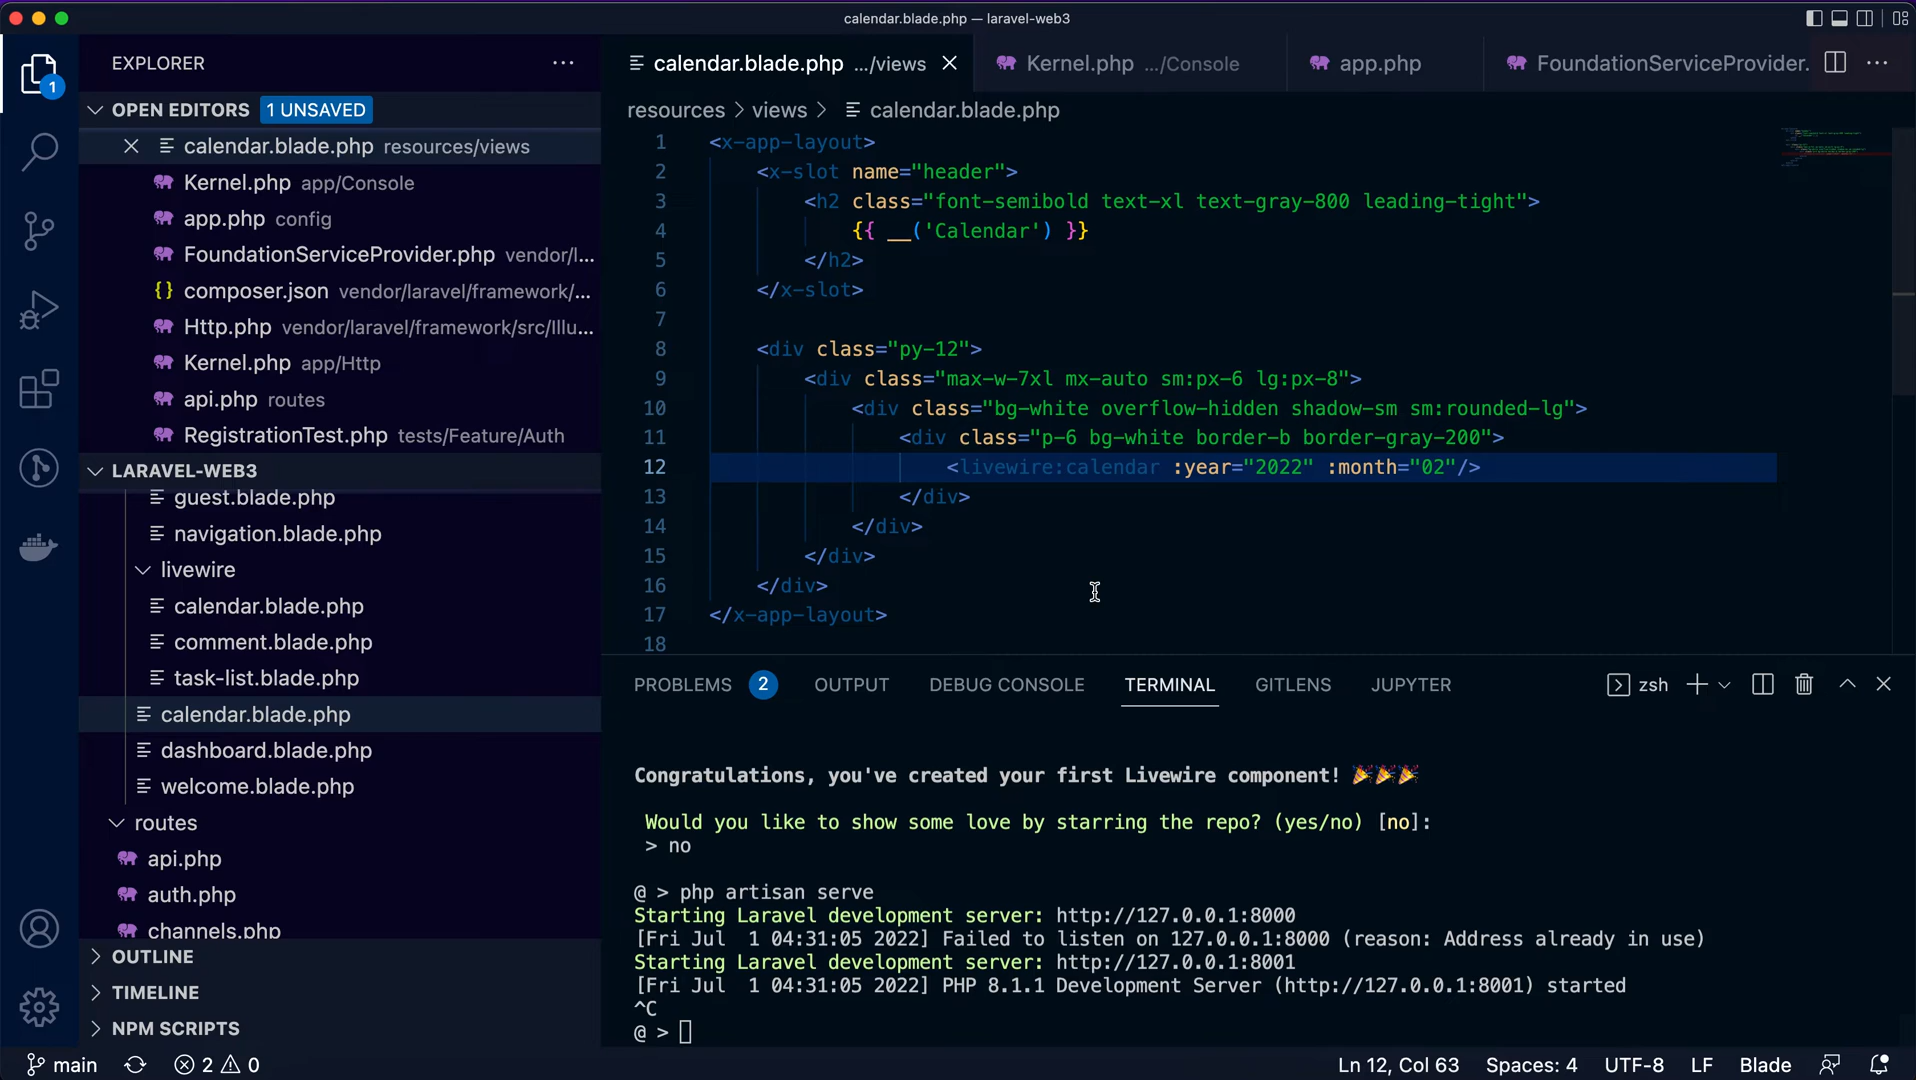 calendar.blade.php — laravel-web3
EXPLORER
1
OPEN EDITORS 1 UNSAVED
calendar.blade.php resources/views
Kernel.php app/Console
app.php config
FoundationServiceProvider.php vendor/l...
{} composer.json vendor/laravel/framework/...
Http.php vendor/laravel/framework/src/Illu...
Kernel.php app/Http
api.php routes
RegistrationTest.php tests/Feature/Auth
LARAVEL-WEB3
guest.blade.php
navigation.blade.php
livewire
calendar.blade.php
comment.blade.php
task-list.blade.php
calendar.blade.php
dashboard.blade.php
welcome.blade.php
routes
api.php
auth.php
channels.php
OUTLINE
TIMELINE
NPM SCRIPTS
calendar.blade.php .../views Kernel.php .../Console app.php FoundationServiceProvider.
resources > views > calendar.blade.php
1 <x-app-layout>
2 <x-slot name="header">
3 <h2 class="font-semibold text-xl text-gray-800 leading-tight">
4 {{ __('Calendar') }}
5 </h2>
6 </x-slot>
7
8 <div class="py-12">
9 <div class="max-w-7xl mx-auto sm:px-6 lg:px-8">
10 <div class="bg-white overflow-hidden shadow-sm sm:rounded-lg">
11 <div class="p-6 bg-white border-b border-gray-200">
12 <livewire:calendar :year="2022" :month="02"/>
13 </div>
14 </div>
15 </div>
16 </div>
17 </x-app-layout>
18
PROBLEMS 2 OUTPUT DEBUG CONSOLE TERMINAL GITLENS JUPYTER zsh
Congratulations, you've created your first Livewire component! 🎉🎉🎉
Would you like to show some love by starring the repo? (yes/no) [no]:
> no
@ > php artisan serve
Starting Laravel development server: http://127.0.0.1:8000
[Fri Jul  1 04:31:05 2022] Failed to listen on 127.0.0.1:8000 (reason: Address already in use)
Starting Laravel development server: http://127.0.0.1:8001
[Fri Jul  1 04:31:05 2022] PHP 8.1.1 Development Server (http://127.0.0.1:8001) started
^C
@ >
main 2 0 Ln 12, Col 63 Spaces: 4 UTF-8 LF Blade